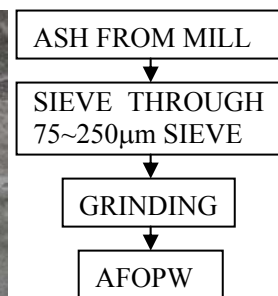 ASH FROM MILL
SIEVE THROUGH
75~250μm SIEVE
GRINDING
AFOPW